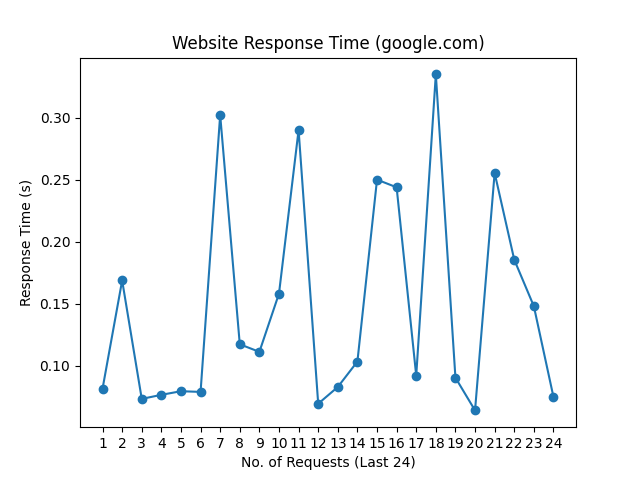 Website Response Time (google.com)
Response Time (s)
0.30
0.25
0.20
0.15
0.10
1 2 3 4 5 6 7 8 9 10 11 12 13 14 15 16 17 18 19 20 21 22 23 24
No. of Requests (Last 24)